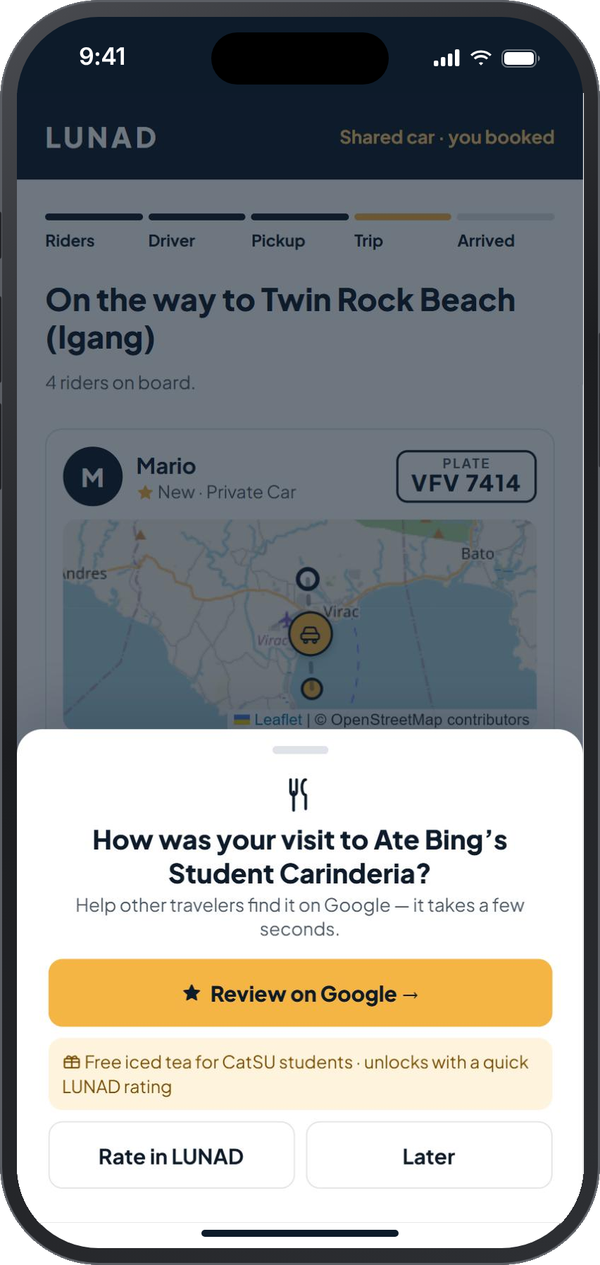 9:41
LUNAD
Shared car · you booked
Riders
Driver
Pickup
Trip
Arrived
On the way to Twin Rock Beach
(Igang)
4 riders on board.
M
Mario
New · Private Car
PLATE
VFV 7414
ndres
Bato
Virac
Virac
Leaflet | © OpenStreetMap contributors
How was your visit to Ate Bing’s
Student Carinderia?
Help other travelers find it on Google — it takes a few
seconds.
★ Review on Google →
Free iced tea for CatSU students · unlocks with a quick
LUNAD rating
Rate in LUNAD
Later